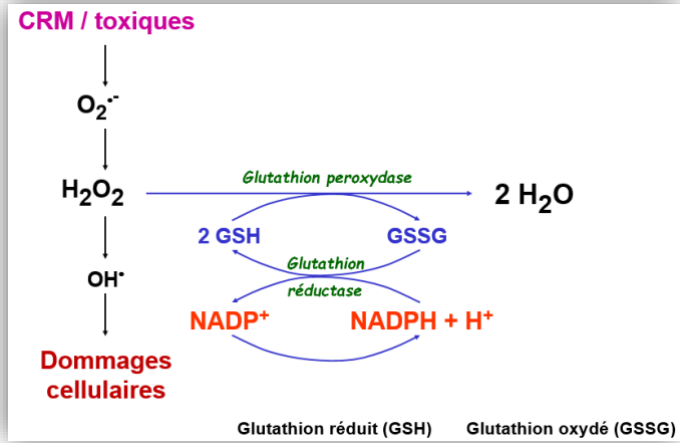 CRM / toxiques
O₂•-
H₂O₂
Glutathion peroxydase
2 H₂O
2 GSH
GSSG
Glutathion
réductase
OH•
NADP⁺
NADPH + H⁺
Dommages
cellulaires
Glutathion réduit (GSH)
Glutathion oxydé (GSSG)